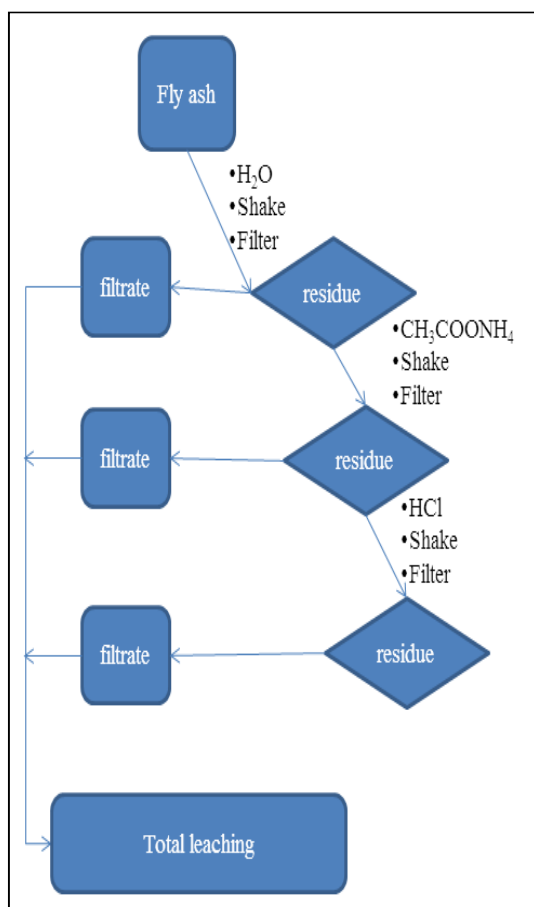 Fly ash
•H₂O
•Shake
•Filter
filtrate
residue
•CH₃COONH₄
•Shake
•Filter
filtrate
residue
•HCl
•Shake
•Filter
filtrate
residue
Total leaching